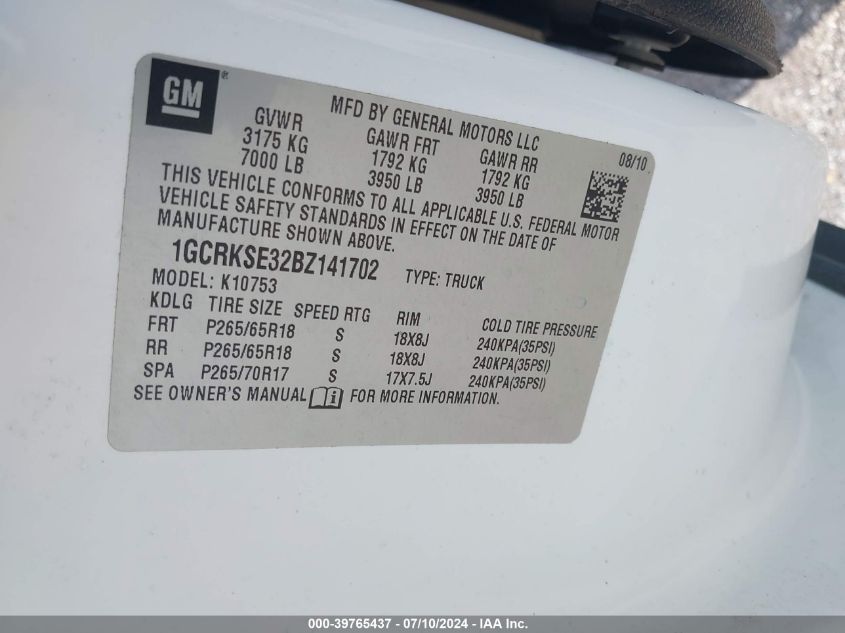 GM®
MFD BY GENERAL MOTORS LLC
08/10
GVWR GAWR FRT GAWR RR
3175 KG 1792 KG 1792 KG
7000 LB 3950 LB 3950 LB
THIS VEHICLE CONFORMS TO ALL APPLICABLE U.S. FEDERAL MOTOR
VEHICLE SAFETY STANDARDS IN EFFECT ON THE DATE OF
MANUFACTURE SHOWN ABOVE.
1GCRKSE32BZ141702 TYPE: TRUCK
MODEL: K10753
KDLG TIRE SIZE SPEED RTG RIM COLD TIRE PRESSURE
FRT P265/65R18 S 18X8J 240KPA(35PSI)
RR P265/65R18 S 18X8J 240KPA(35PSI)
SPA P265/70R17 S 17X7.5J 240KPA(35PSI)
SEE OWNER'S MANUAL FOR MORE INFORMATION.
000-39765437 - 07/10/2024 - IAA Inc.